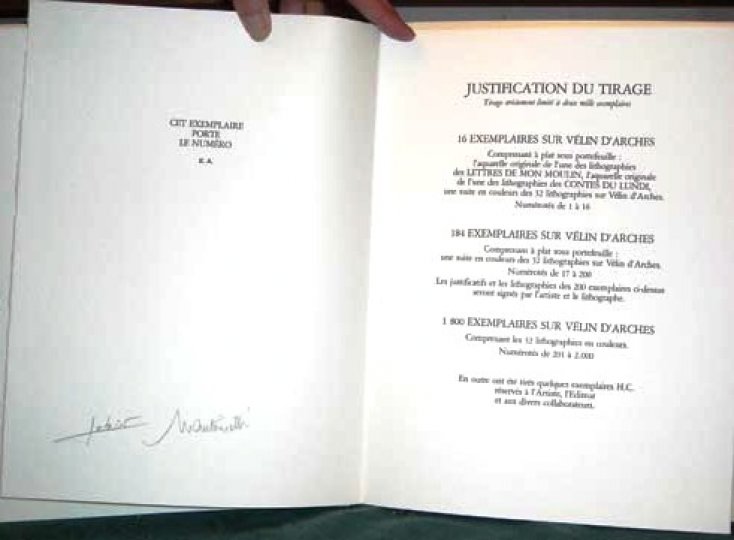 CET EXEMPLAIRE
PORTE
LE NUMÉRO
E. A.
JUSTIFICATION DU TIRAGE
Tirage strictement limité à deux mille exemplaires
16 EXEMPLAIRES SUR VÉLIN D'ARCHES
Comprenant à plat sous portefeuille :
l'aquarelle originale de l'une des lithographies
des LETTRES DE MON MOULIN, l'aquarelle originale
de l'une des lithographies des CONTES DU LUNDI,
une suite en couleurs des 32 lithographies sur Vélin d'Arches.
Numérotés de 1 à 16
184 EXEMPLAIRES SUR VÉLIN D'ARCHES
Comprenant à plat sous portefeuille :
une suite en couleurs des 32 lithographies sur Vélin d'Arches.
Numérotés de 17 à 200
Les justificatifs et les lithographies des 200 exemplaires ci-dessus
seront signés par l'artiste et le lithographe.
1 800 EXEMPLAIRES SUR VÉLIN D'ARCHES
Comprenant les 32 lithographies en couleurs.
Numérotés de 201 à 2.000
En outre ont été tirés quelques exemplaires H.C.
réservés à l'Artiste, l'Editeur
et aux divers collaborateurs.